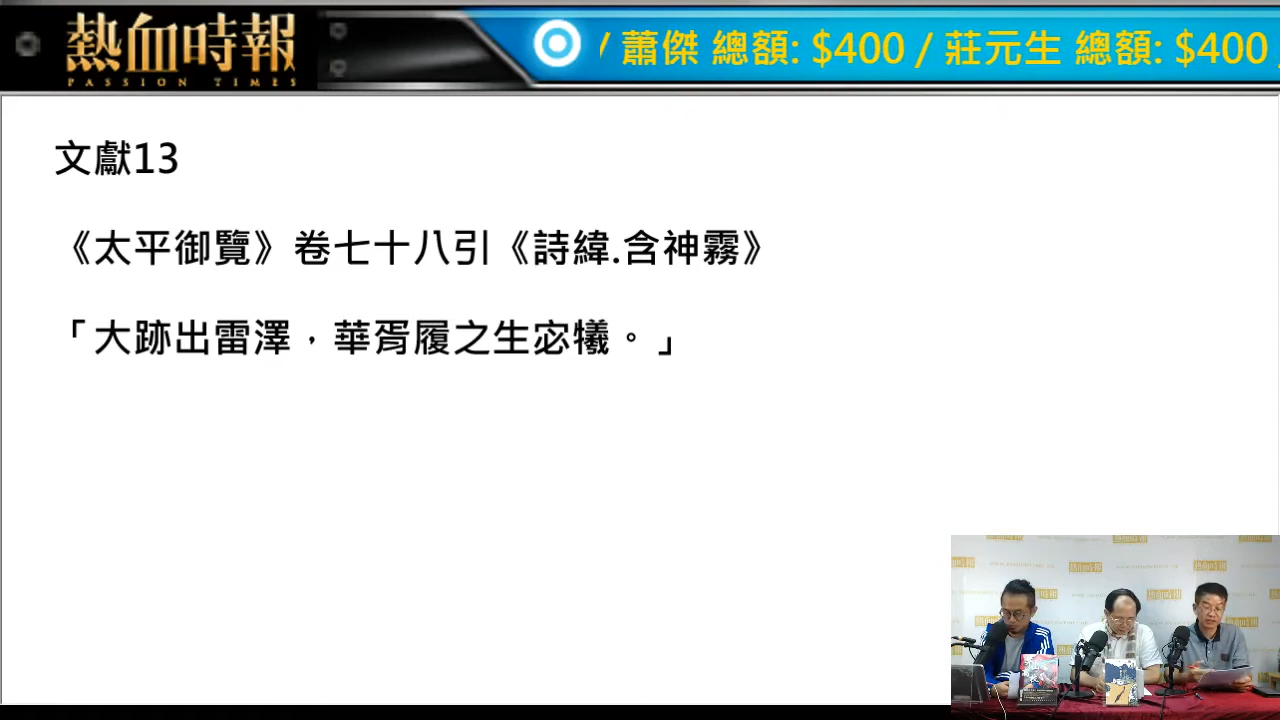 熱血時報
PASSION TIMES
/ 蕭傑 總額: $400 / 莊元生 總額: $400 /
文獻13
《太平御覽》卷七十八引《詩緯.含神霧》
「大跡出雷澤，華胥履之生宓犧。」